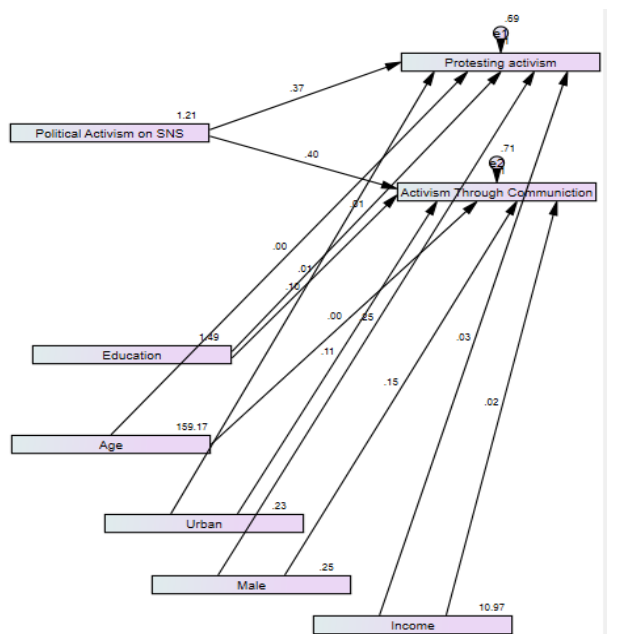 .69
e1
1
Protesting activism
.37
1.21
Political Activism on SNS
.40
.71
e2
1
Activism Through Communiction
.01
.00
.01
.10
.00
.25
1.49
.11
.03
Education
.15
.02
159.17
Age
.23
Urban
.25
Male
10.97
Income